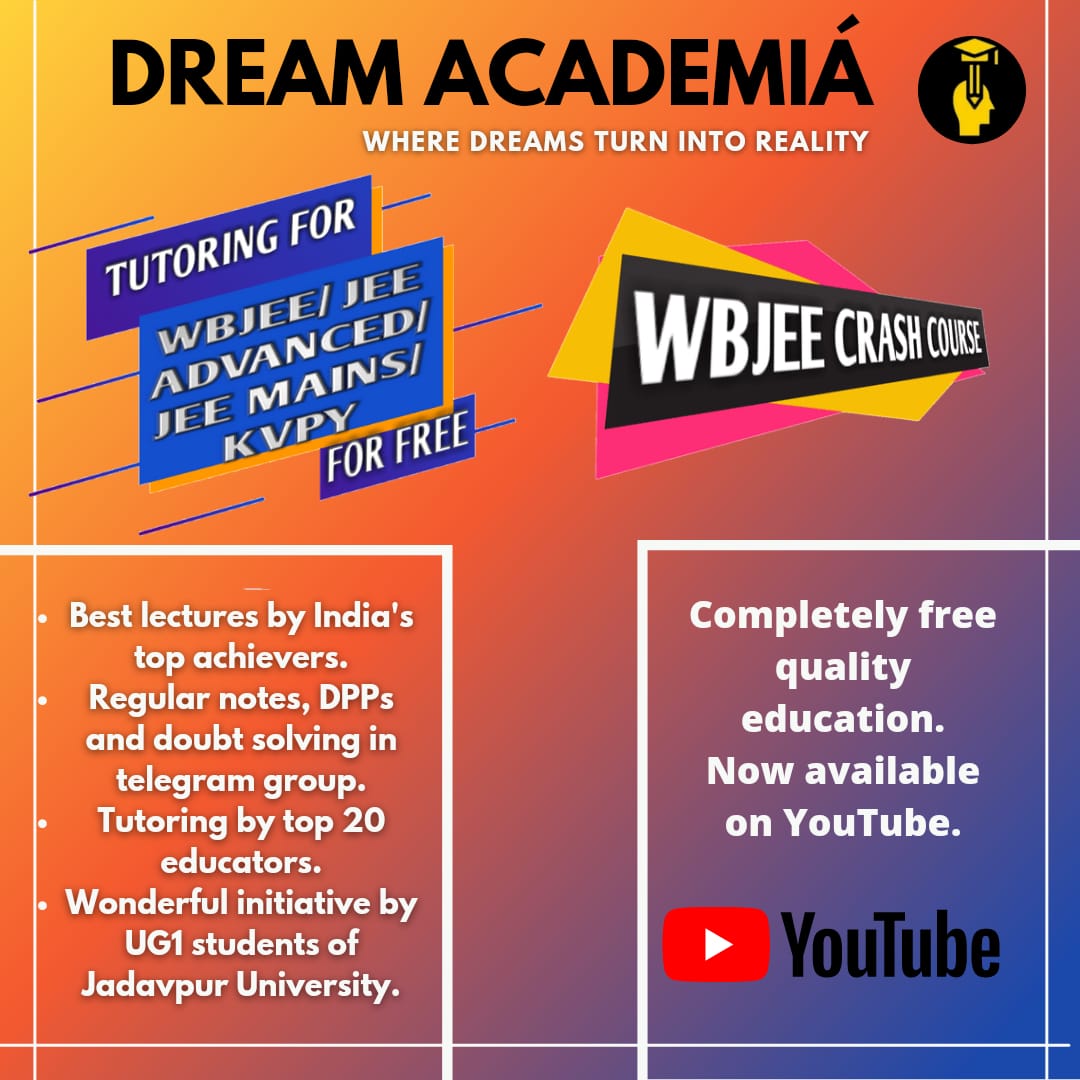 DREAM ACADEMIÁ
WHERE DREAMS TURN INTO REALITY
TUTORING FOR
WBJEE/ JEE
ADVANCED/
JEE MAINS/
KVPY
FOR FREE
WBJEE CRASH COURSE
• Best lectures by India's
top achievers.
• Regular notes, DPPs
and doubt solving in
telegram group.
• Tutoring by top 20
educators.
• Wonderful initiative by
UG1 students of
Jadavpur University.
Completely free
quality
education.
Now available
on YouTube.
YouTube